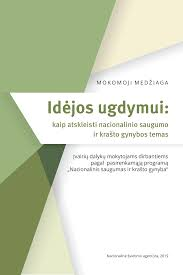 MOKOMOJI MEDŽIAGA
Idėjos ugdymui:
kaip atskleisti nacionalinio saugumo
ir krašto gynybos temas
Įvairių dalykų mokytojams dirbantiems
pagal pasirenkamąją programą
„Nacionalinis saugumas ir krašto gynyba“
Nacionalinė švietimo agentūra, 2019